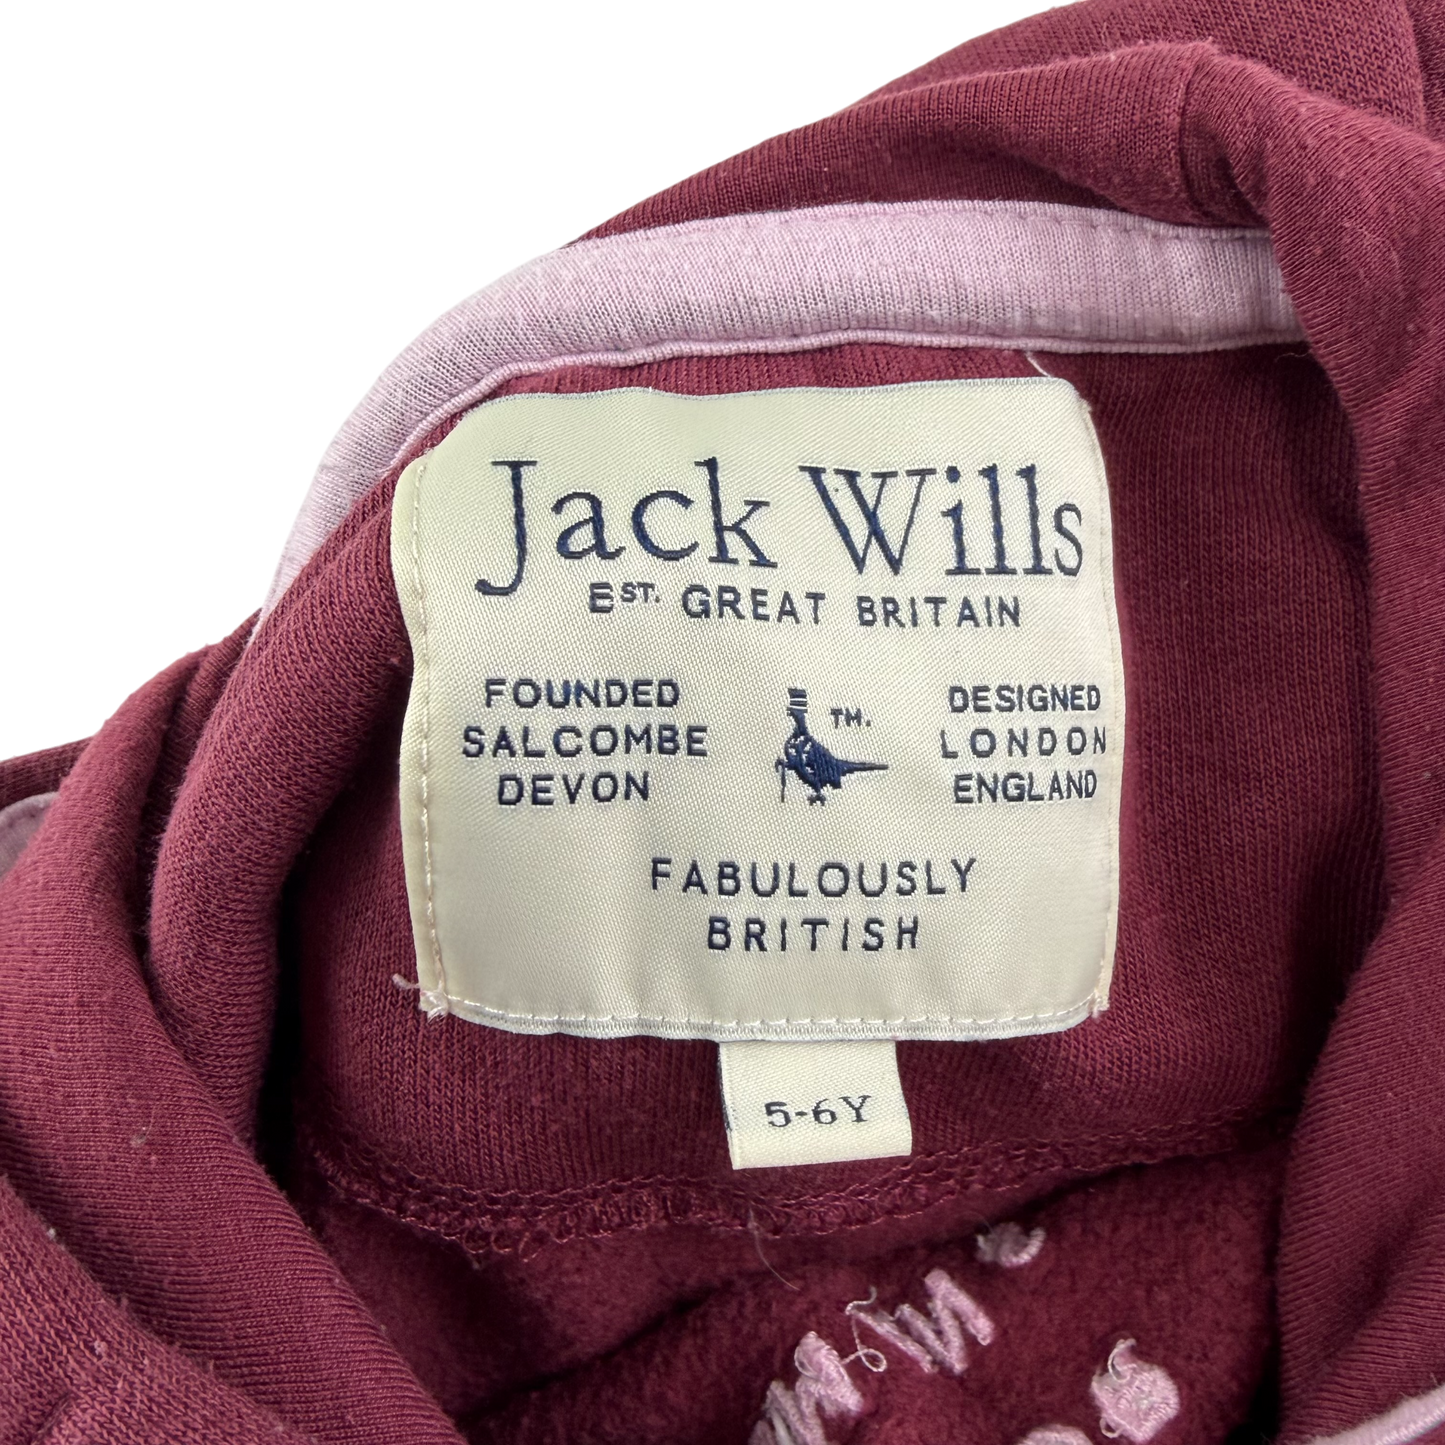 Jack Wills
EST. GREAT BRITAIN
FOUNDED
SALCOMBE
DEVON
TM.
DESIGNED
LONDON
ENGLAND
FABULOUSLY
BRITISH
5-6Y